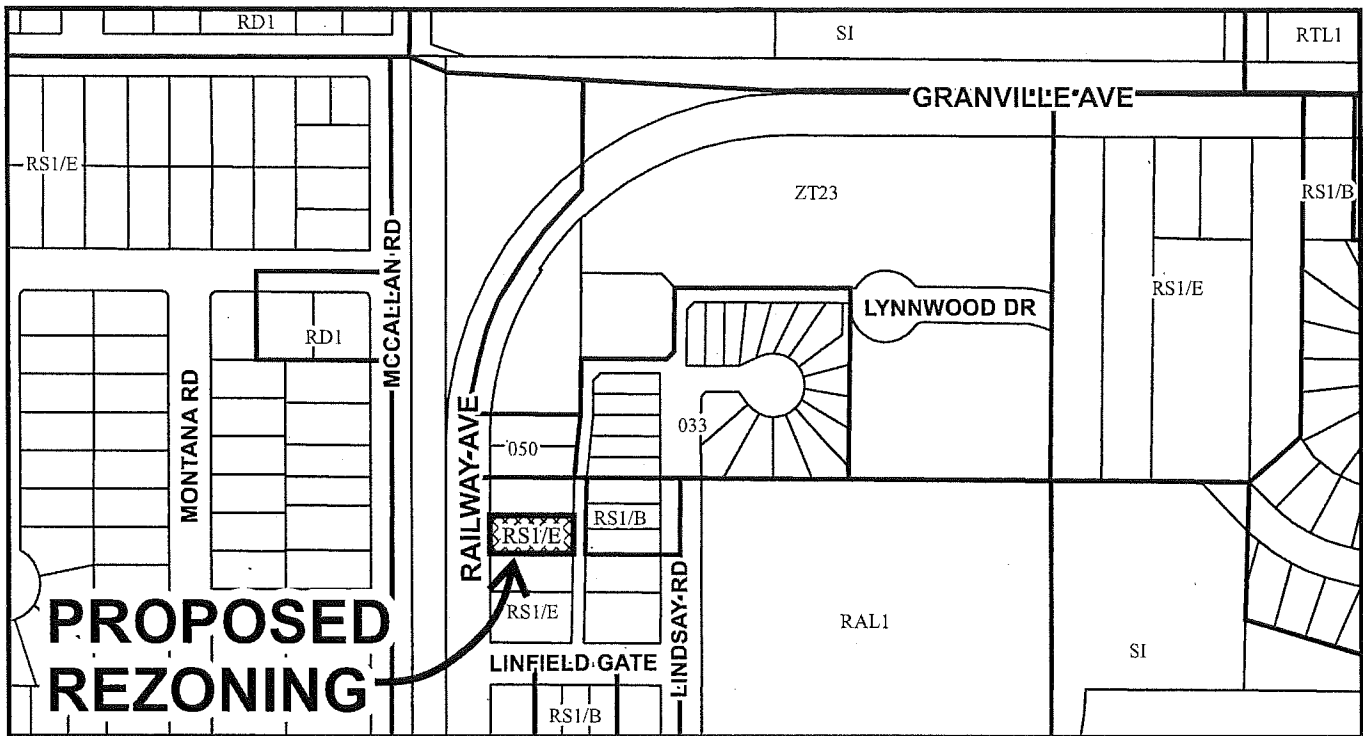 RD1
SI
RTL1
GRANVILLE AVE
RS1/E
ZT23
RS1/B
MCCALLAN RD
RS1/E
LYNNWOOD DR
RD1
MONTANA RD
RAILWAY AVE
033
050
RS1/B
RS1/E
LINDSAY RD
RS1/E
RAL1
SI
PROPOSED
REZONING
LINFIELD GATE
RS1/B